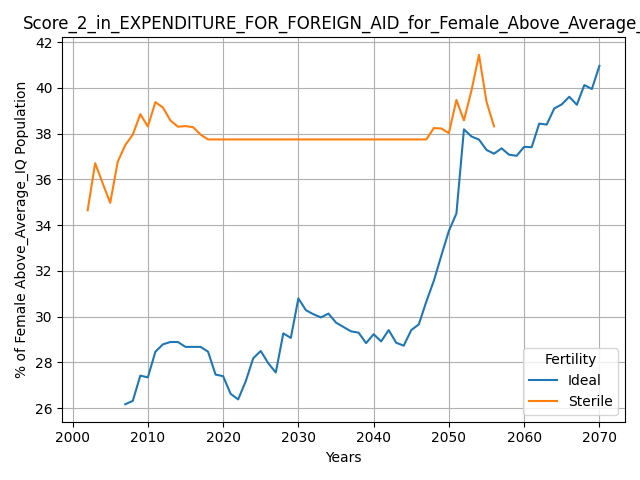 Score_2_in_EXPENDITURE_FOR_FOREIGN_AID_for_Female_Above_Average_
% of Female Above_Average_IQ Population
42
40
38
36
34
32
30
28
26
2000 2010 2020 2030 2040 2050 2060 2070
Years
Fertility
Ideal
Sterile